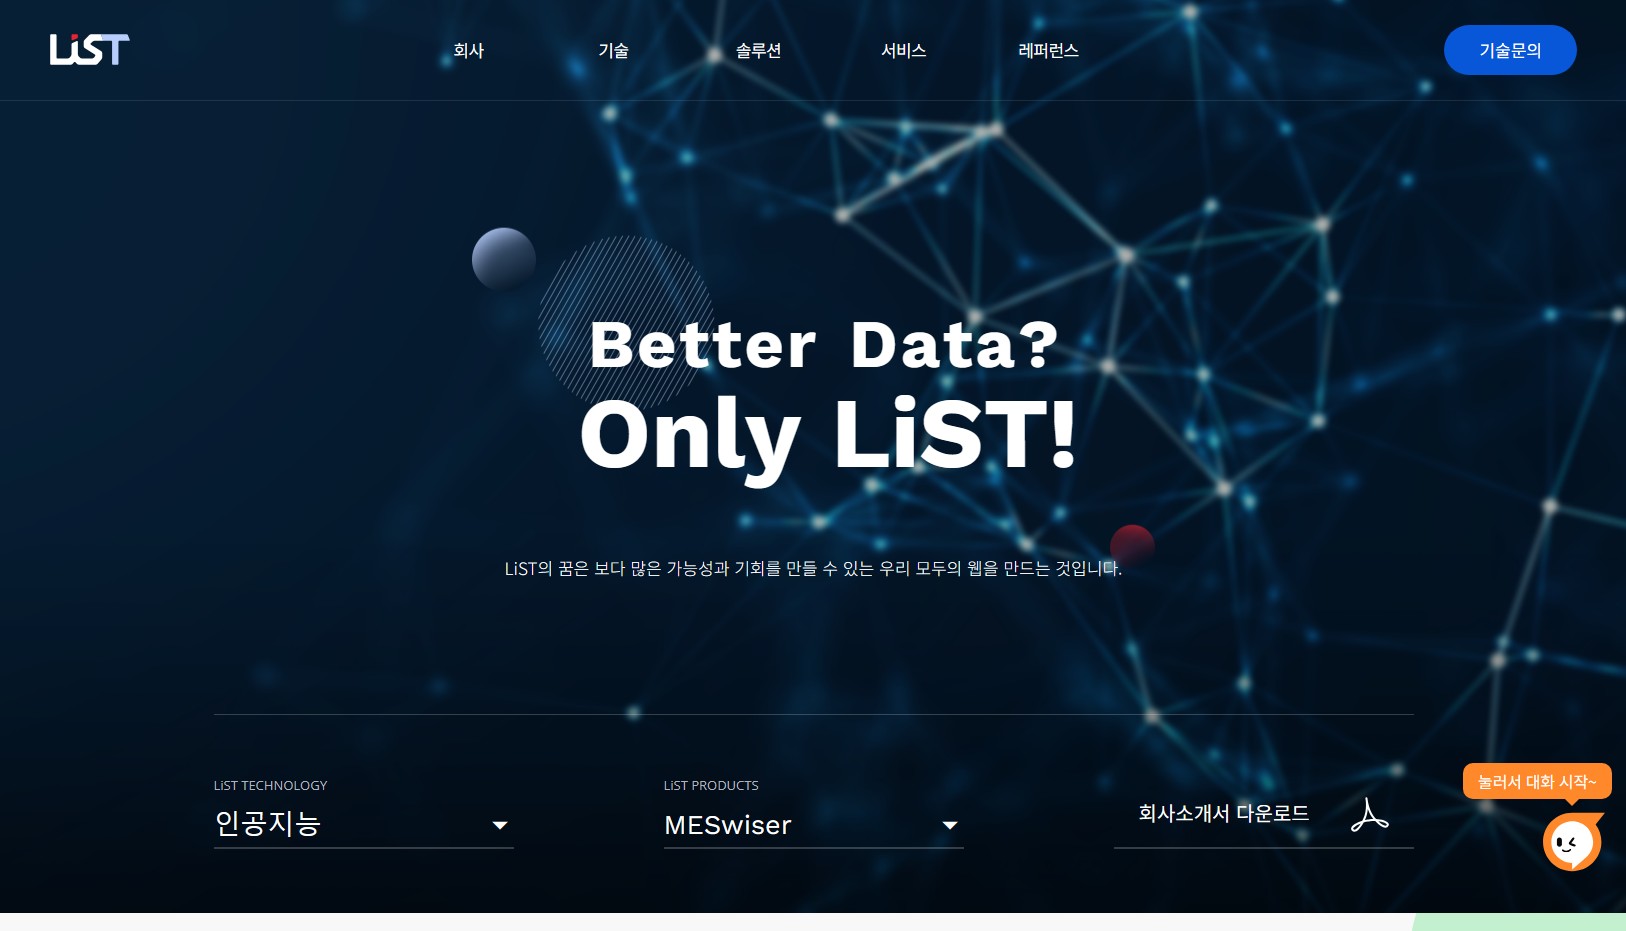 LiST
회사
기술
솔루션
서비스
레퍼런스
기술문의
Better Data?
Only LiST!
LiST의 꿈은 보다 많은 가능성과 기회를 만들 수 있는 우리 모두의 웹을 만드는 것입니다.
LiST TECHNOLOGY
인공지능
LiST PRODUCTS
MESwiser
회사소개서 다운로드
눌러서 대화 시작~